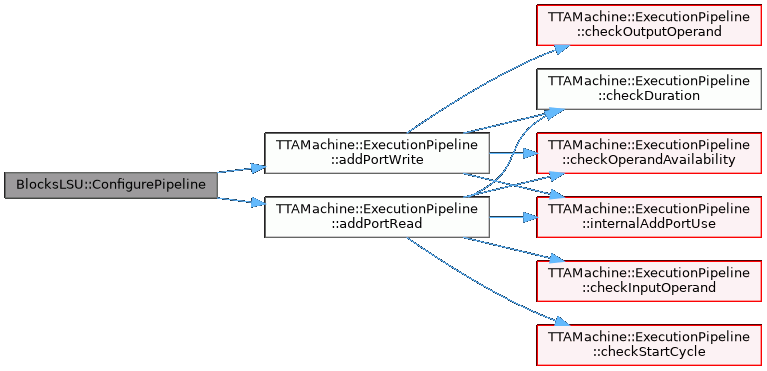 BlocksLSU::ConfigurePipeline
TTAMachine::ExecutionPipeline
::addPortWrite
TTAMachine::ExecutionPipeline
::addPortRead
TTAMachine::ExecutionPipeline
::checkOutputOperand
TTAMachine::ExecutionPipeline
::checkDuration
TTAMachine::ExecutionPipeline
::checkOperandAvailability
TTAMachine::ExecutionPipeline
::internalAddPortUse
TTAMachine::ExecutionPipeline
::checkInputOperand
TTAMachine::ExecutionPipeline
::checkStartCycle